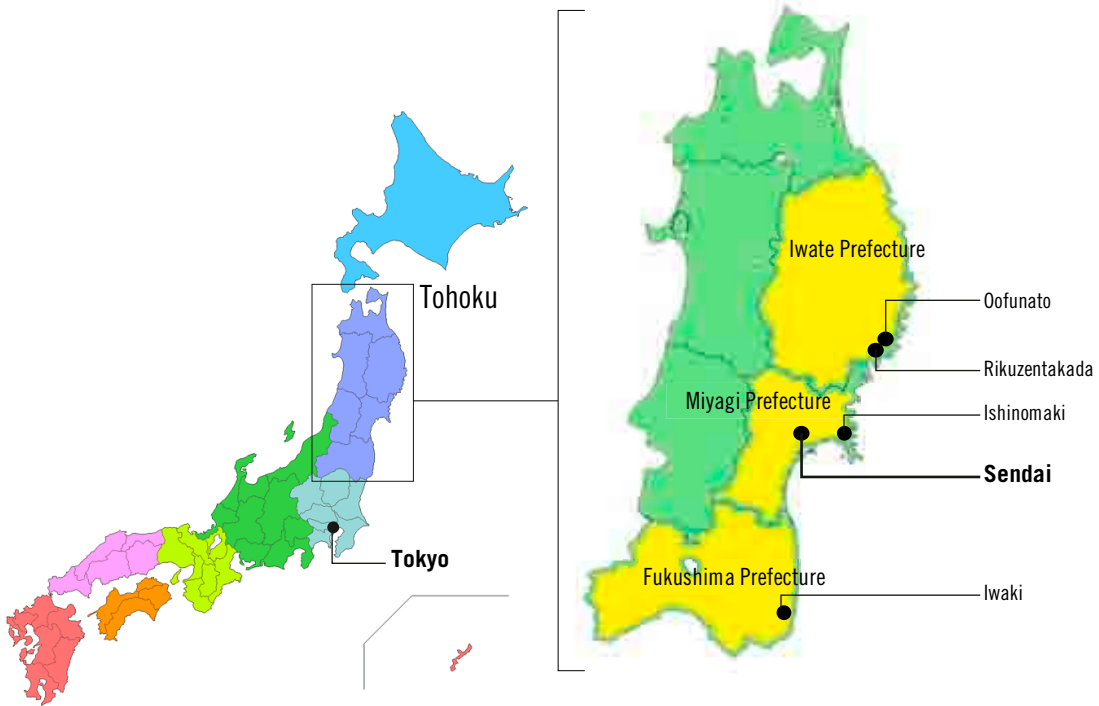 Tohoku
Tokyo
Iwate Prefecture
Oofunato
Rikuzentakada
Miyagi Prefecture
Ishinomaki
Sendai
Fukushima Prefecture
Iwaki